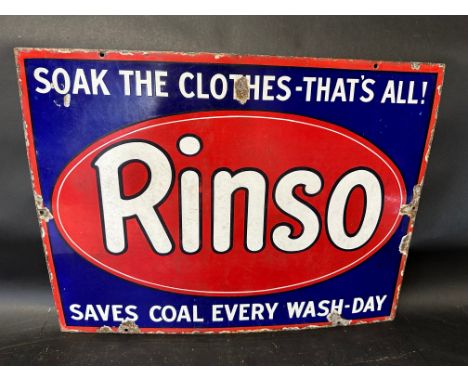 SOAK THE CLOTHES-THAT'S ALL!
Rinso
SAVES COAL EVERY WASH-DAY